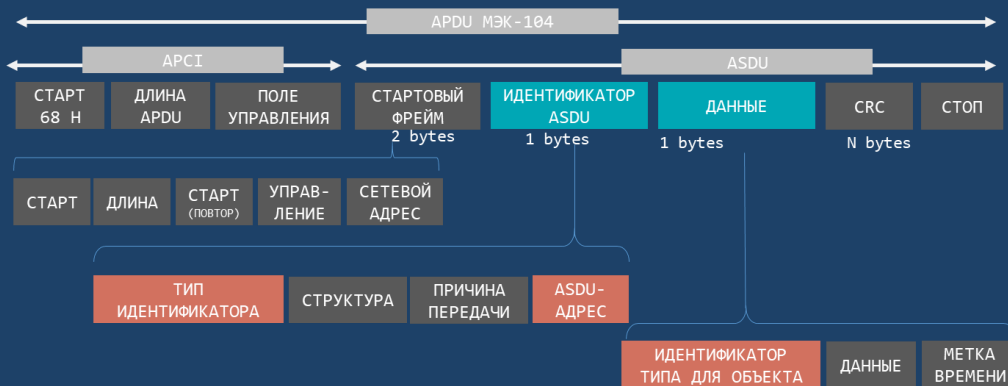 APDU МЭК-104
APCI
ASDU
СТАРТ
68 H
ДЛИНА
APDU
ПОЛЕ
УПРАВЛЕНИЯ
СТАРТОВЫЙ
ФРЕЙМ
ИДЕНТИФИКАТОР
ASDU
ДАННЫЕ
CRC
СТОП
2 bytes
1 bytes
1 bytes
N bytes
СТАРТ
ДЛИНА
СТАРТ
(ПОВТОР)
УПРАВ-
ЛЕНИЕ
СЕТЕВОЙ
АДРЕС
ТИП
ИДЕНТИФИКАТОРА
СТРУКТУРА
ПРИЧИНА
ПЕРЕДАЧИ
ASDU-
АДРЕС
ИДЕНТИФИКАТОР
ТИПА ДЛЯ ОБЪЕКТА
ДАННЫЕ
МЕТКА
ВРЕМЕНИ